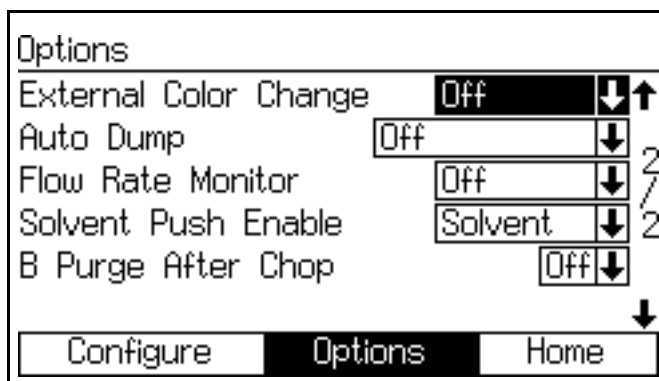 Options
External Color Change Off
Auto Dump Off
Flow Rate Monitor Off
Solvent Push Enable Solvent
B Purge After Chop Off
2/2
Configure Options Home